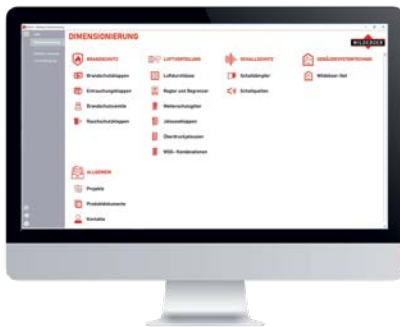 DIMENSIONIERUNG
WILDEBOER
BRANDSCHUTZ
Brandschutzklappen
Entrauchungsklappen
Brandschutzventile
Rauchschutzklappen
LUFTVERTEILUNG
Luftdurchlässe
Regler und Begrenzer
Wetterschutzgitter
Jalousieklappen
Überdruckjalousien
WSG-Kombinationen
SCHALLSCHUTZ
Schalldämpfer
Schallquellen
GEBÄUDESYSTEMTECHNIK
Wildeboer-Net
ALLGEMEIN
Projekte
Produktdokumente
Kontakte